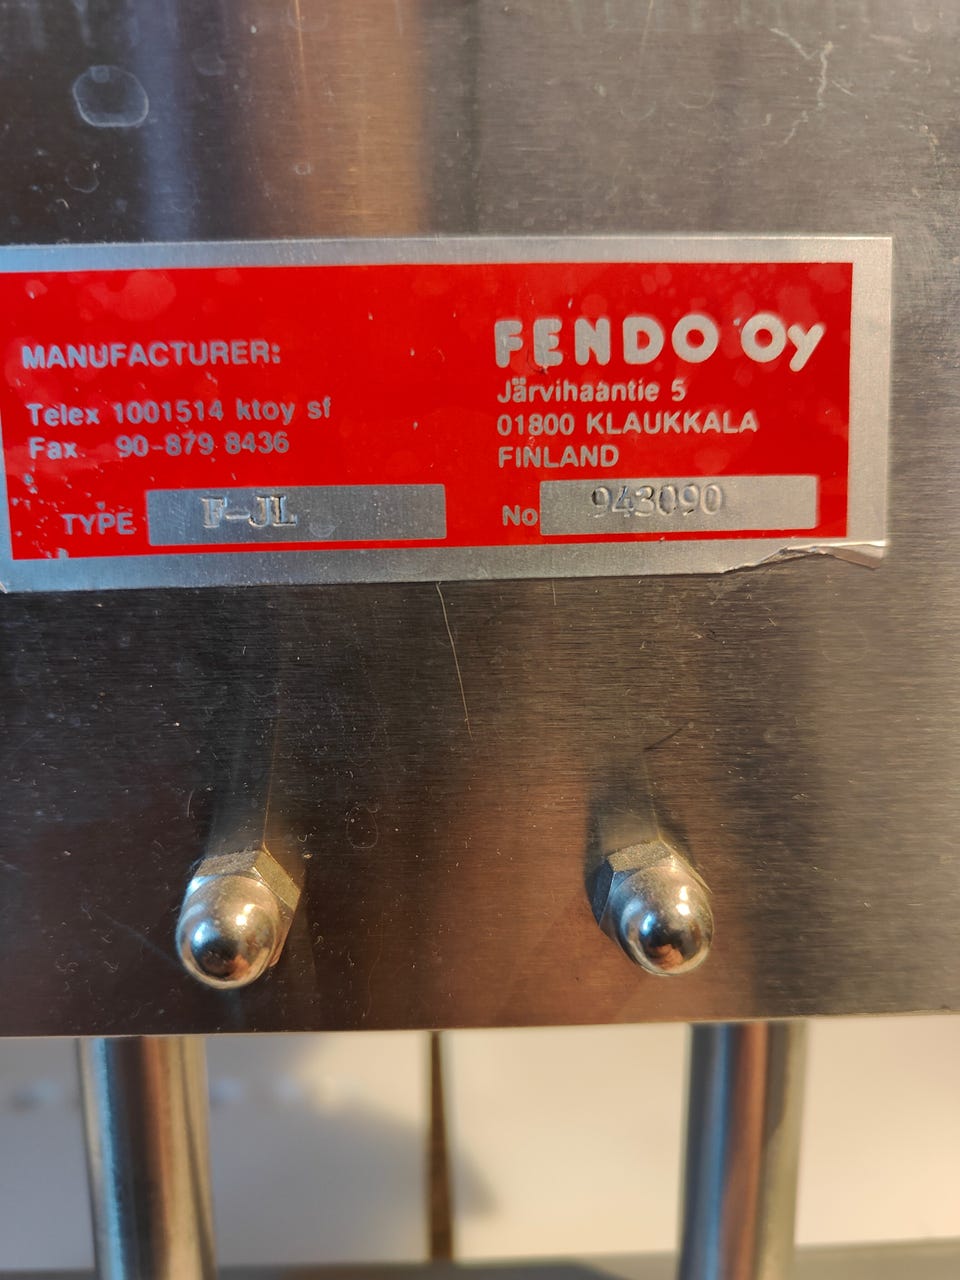 MANUFACTURER:
Telex 1001514 ktoy sf
Fax 90-879 8436
TYPE F-JL
FENDO Oy
Järvihaantie 5
01800 KLAUKKALA
FINLAND
No 943090